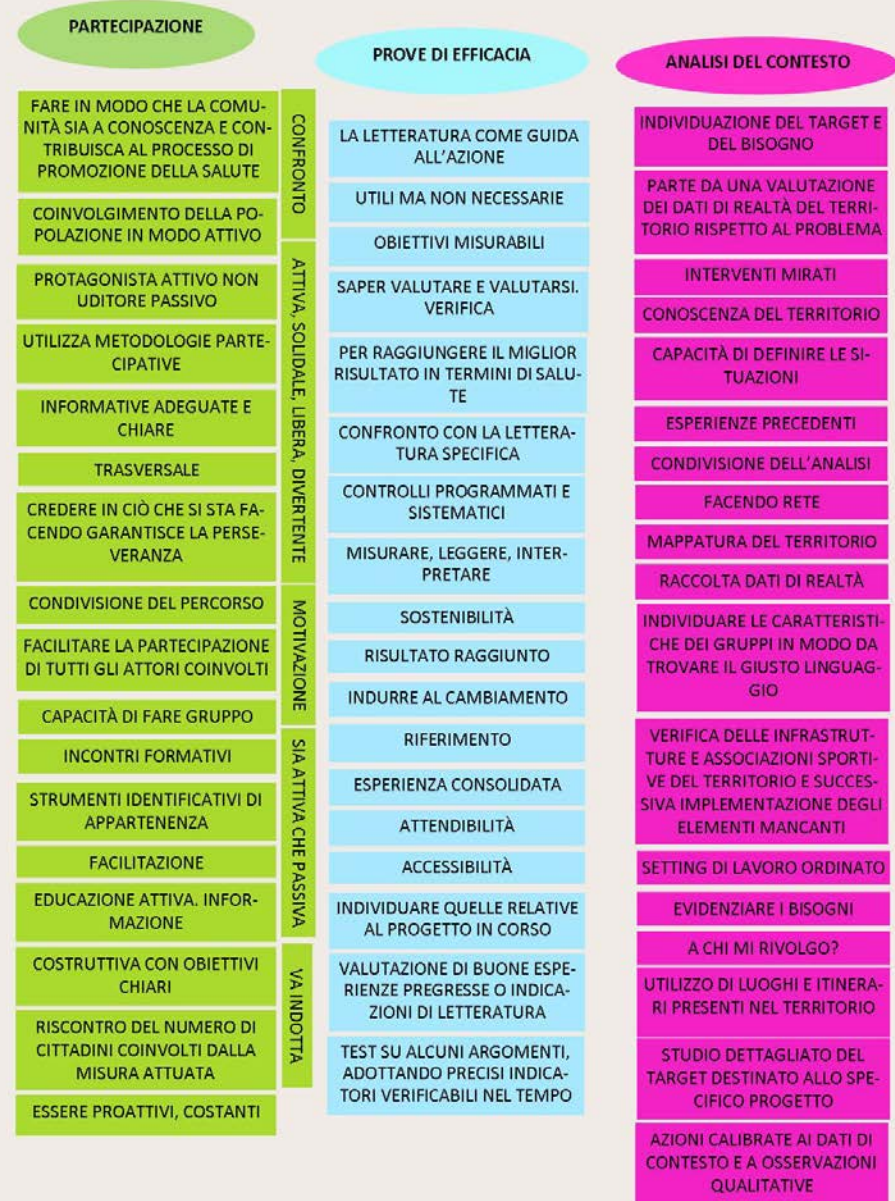 PARTECIPAZIONE
FARE IN MODO CHE LA COMU-
NITÀ SIA A CONOSCENZA E CON-
TRIBUISCA AL PROCESSO DI
PROMOZIONE DELLA SALUTE
COINVOLGIMENTO DELLA PO-
POLAZIONE IN MODO ATTIVO
PROTAGONISTA ATTIVO NON
UDITORE PASSIVO
UTILIZZA METODOLOGIE PARTE-
CIPATIVE
INFORMATIVE ADEGUATE E
CHIARE
TRASVERSALE
CREDERE IN CIÒ CHE SI STA FA-
CENDO GARANTISCE LA PERSE-
VERANZA
CONDIVISIONE DEL PERCORSO
FACILITARE LA PARTECIPAZIONE
DI TUTTI GLI ATTORI COINVOLTI
CAPACITÀ DI FARE GRUPPO
INCONTRI FORMATIVI
STRUMENTI IDENTIFICATIVI DI
APPARTENENZA
FACILITAZIONE
EDUCAZIONE ATTIVA. INFOR-
MAZIONE
COSTRUTTIVA CON OBIETTIVI
CHIARI
RISCONTRO DEL NUMERO DI
CITTADINI COINVOLTI DALLA
MISURA ATTUATA
ESSERE PROATTIVI, COSTANTI
CONFRONTO
ATTIVA, SOLIDALE, LIBERA, DIVERTENTE
MOTIVAZIONE
SIA ATTIVA CHE PASSIVA
VA INDOTTA
PROVE DI EFFICACIA
LA LETTERATURA COME GUIDA
ALL'AZIONE
UTILI MA NON NECESSARIE
OBIETTIVI MISURABILI
SAPER VALUTARE E VALUTARSI.
VERIFICA
PER RAGGIUNGERE IL MIGLIOR
RISULTATO IN TERMINI DI SALU-
TE
CONFRONTO CON LA LETTERA-
TURA SPECIFICA
CONTROLLI PROGRAMMATI E
SISTEMATICI
MISURARE, LEGGERE, INTER-
PRETARE
SOSTENIBILITÀ
RISULTATO RAGGIUNTO
INDURRE AL CAMBIAMENTO
RIFERIMENTO
ESPERIENZA CONSOLIDATA
ATTENDIBILITÀ
ACCESSIBILITÀ
INDIVIDUARE QUELLE RELATIVE
AL PROGETTO IN CORSO
VALUTAZIONE DI BUONE ESPE-
RIENZE PREGRESSE O INDICA-
ZIONI DI LETTERATURA
TEST SU ALCUNI ARGOMENTI,
ADOTTANDO PRECISI INDICA-
TORI VERIFICABILI NEL TEMPO
ANALISI DEL CONTESTO
INDIVIDUAZIONE DEL TARGET E
DEL BISOGNO
PARTE DA UNA VALUTAZIONE
DEI DATI DI REALTÀ DEL TERRI-
TORIO RISPETTO AL PROBLEMA
INTERVENTI MIRATI
CONOSCENZA DEL TERRITORIO
CAPACITÀ DI DEFINIRE LE SI-
TUAZIONI
ESPERIENZE PRECEDENTI
CONDIVISIONE DELL'ANALISI
FACENDO RETE
MAPPATURA DEL TERRITORIO
RACCOLTA DATI DI REALTÀ
INDIVIDUARE LE CARATTERISTI-
CHE DEI GRUPPI IN MODO DA
TROVARE IL GIUSTO LINGUAG-
GIO
VERIFICA DELLE INFRASTRUT-
TURE E ASSOCIAZIONI SPORTI-
VE DEL TERRITORIO E SUCCES-
SIVA IMPLEMENTAZIONE DEGLI
ELEMENTI MANCANTI
SETTING DI LAVORO ORDINATO
EVIDENZIARE I BISOGNI
A CHI MI RIVOLGO?
UTILIZZO DI LUOGHI E ITINERA-
RI PRESENTI NEL TERRITORIO
STUDIO DETTAGLIATO DEL
TARGET DESTINATO ALLO SPE-
CIFICO PROGETTO
AZIONI CALIBRATE AI DATI DI
CONTESTO E A OSSERVAZIONI
QUALITATIVE